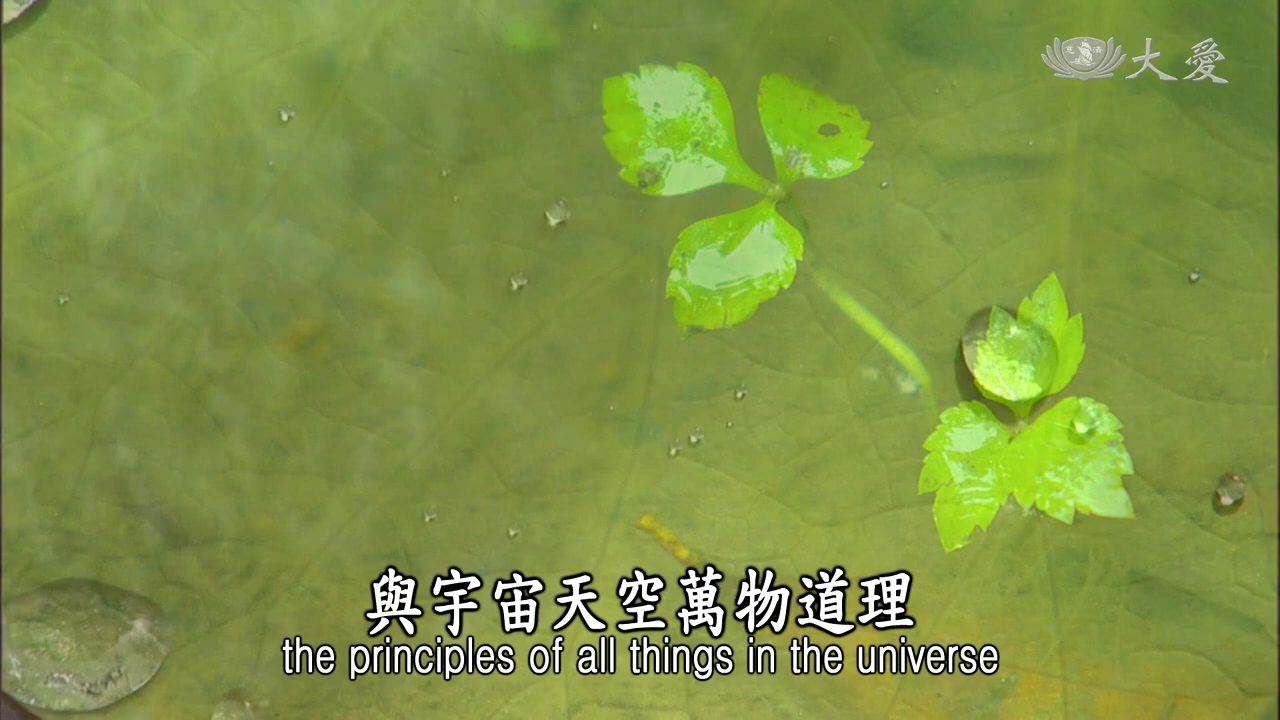 大愛
與宇宙天空萬物道理
the principles of all things in the universe